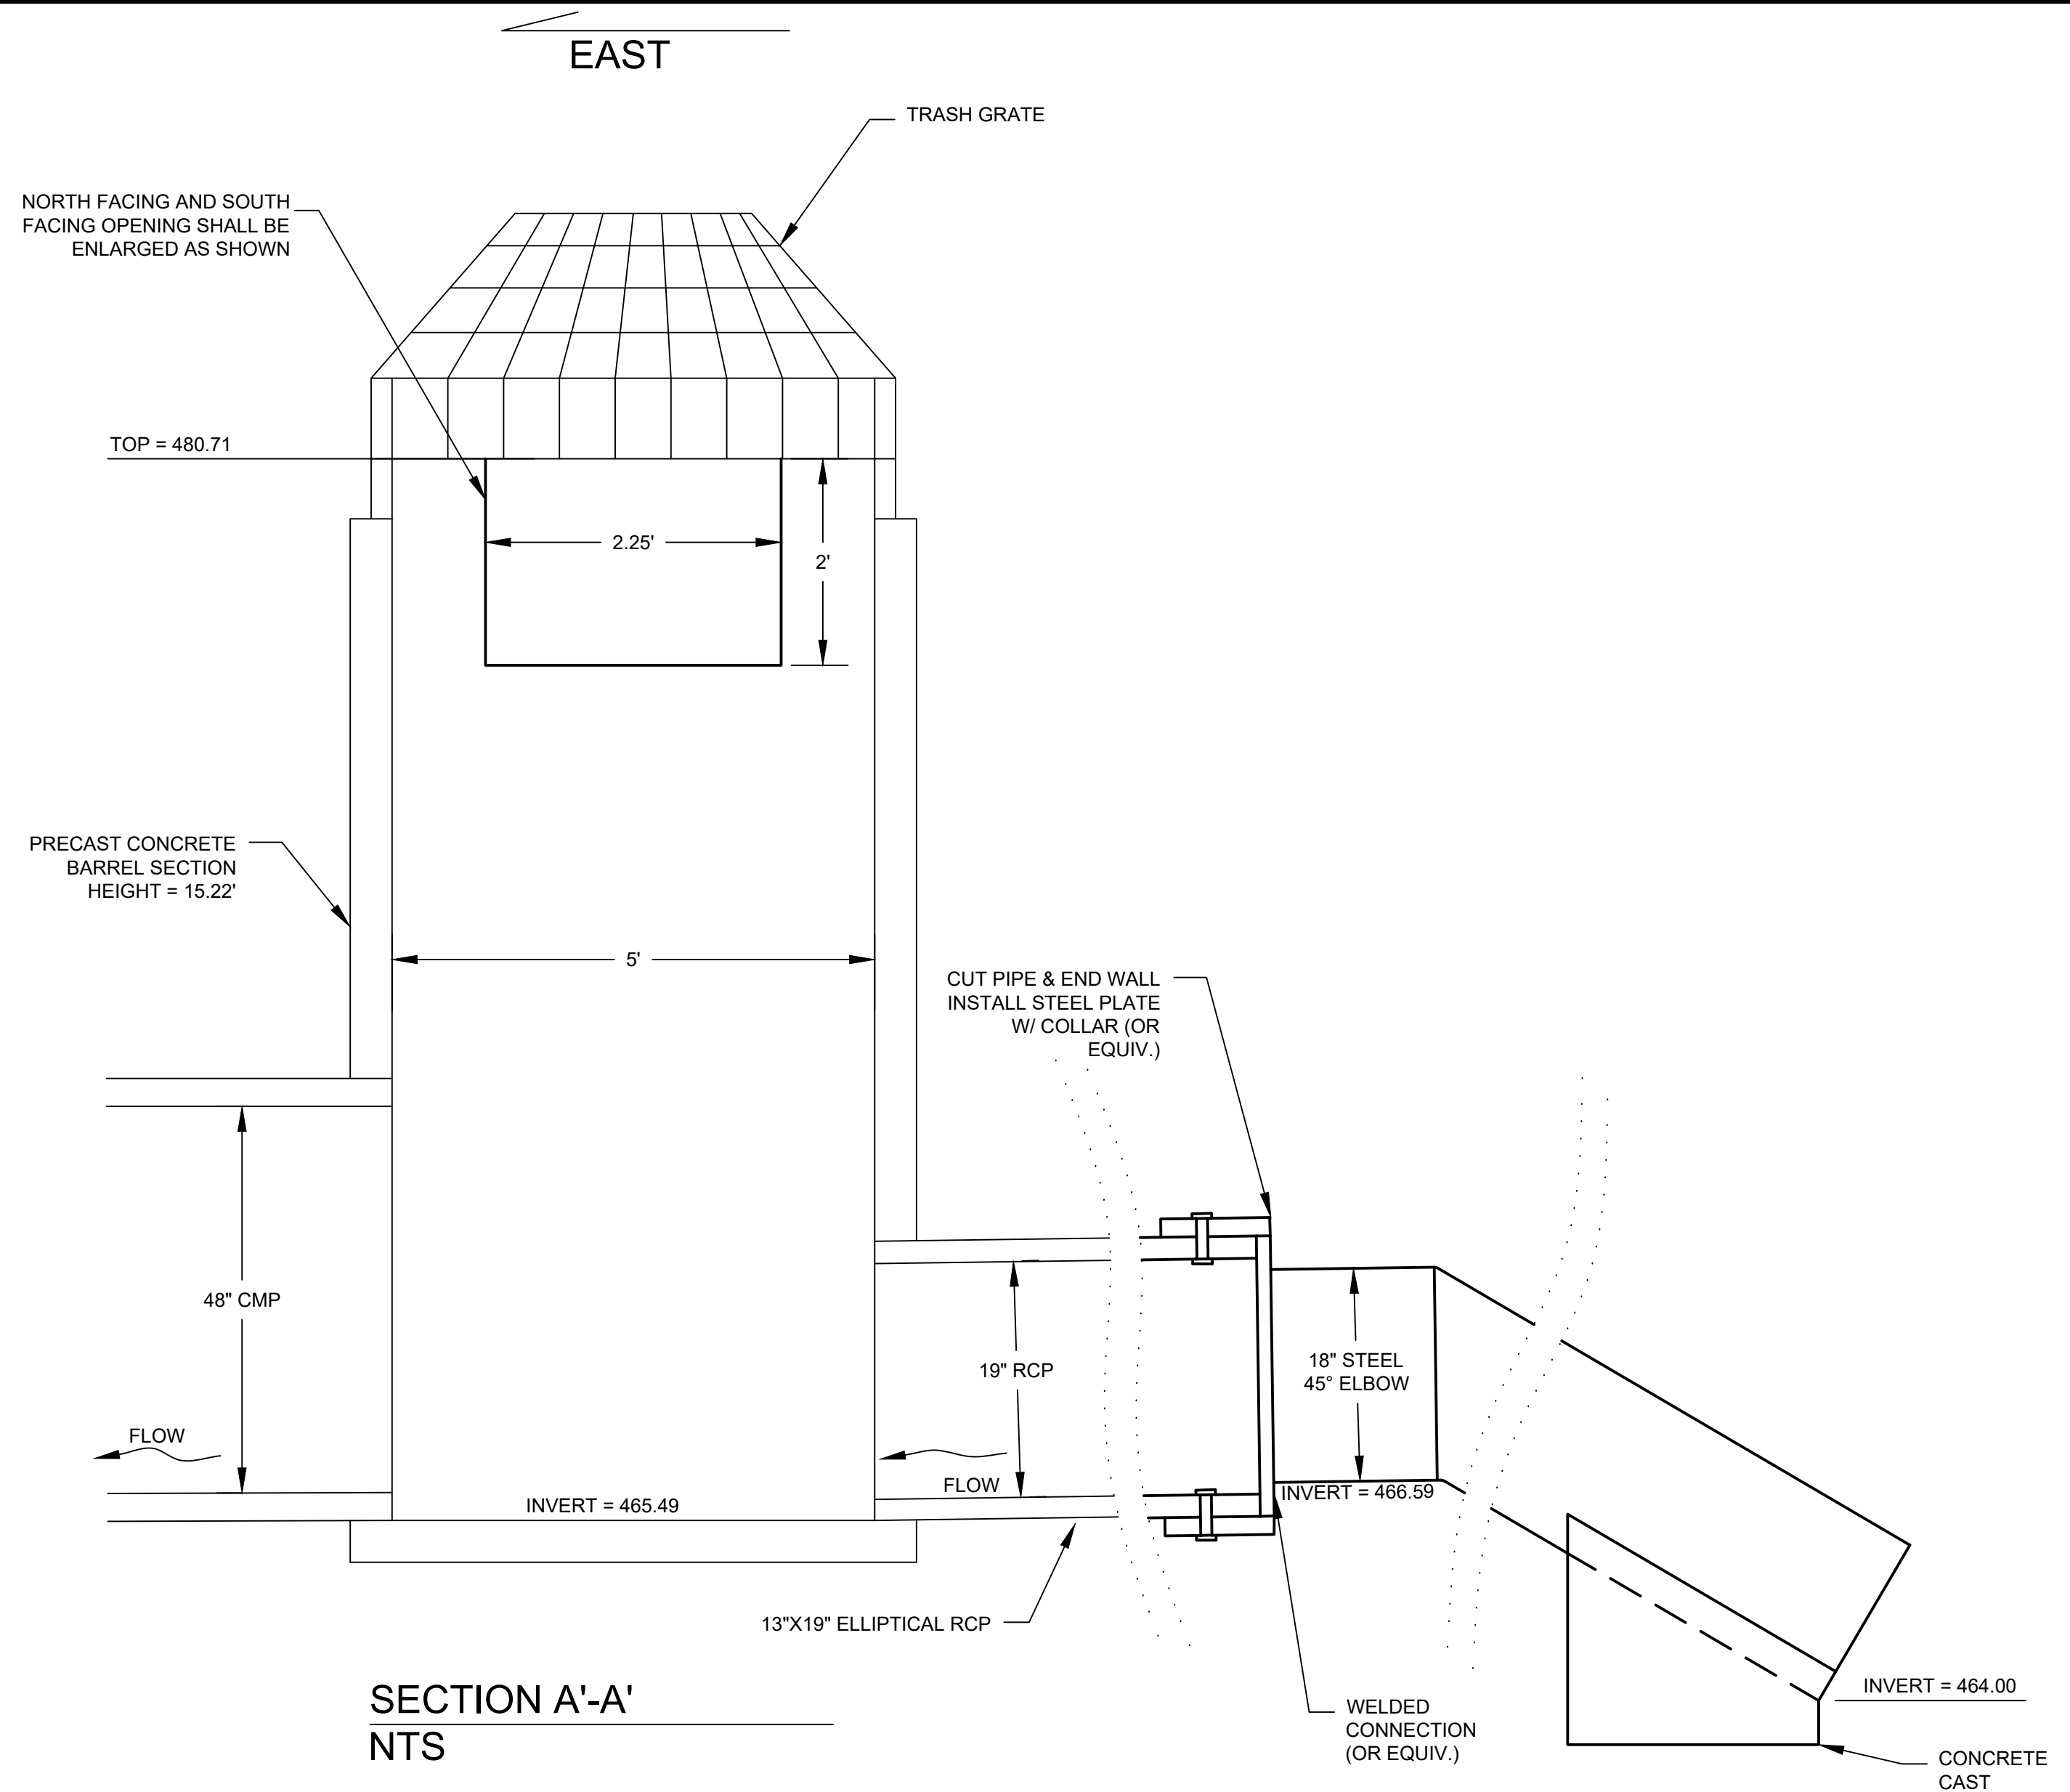 EAST
TRASH GRATE
NORTH FACING AND SOUTH
FACING OPENING SHALL BE
ENLARGED AS SHOWN
TOP = 480.71
2.25'
2'
PRECAST CONCRETE
BARREL SECTION
HEIGHT = 15.22'
5'
CUT PIPE & END WALL
INSTALL STEEL PLATE
W/ COLLAR (OR
EQUIV.)
48" CMP
19" RCP
18" STEEL
45° ELBOW
FLOW
FLOW
INVERT = 465.49
INVERT = 466.59
13"X19" ELLIPTICAL RCP
INVERT = 464.00
WELDED
CONNECTION
(OR EQUIV.)
CONCRETE
CAST
SECTION A'-A'
NTS